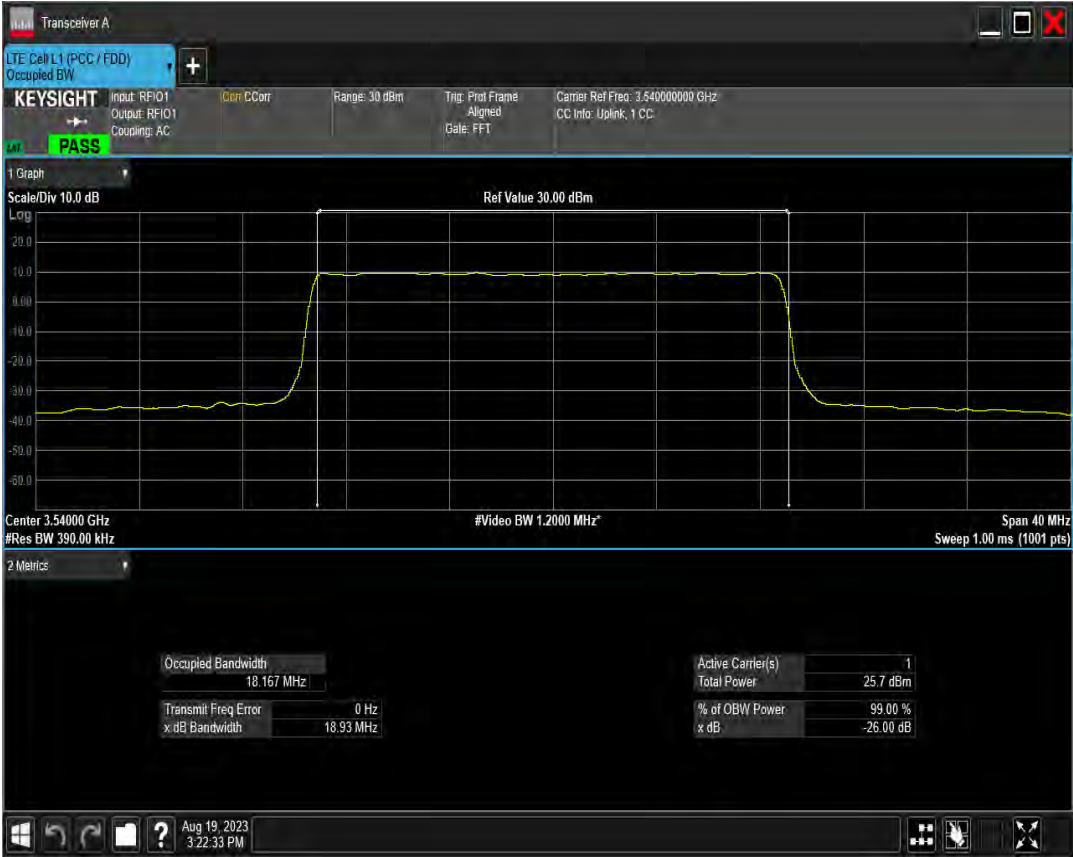 Transceiver A
LTE Cell L1 (PCC / FDD)
Occupied BW
+
KEYSIGHT
PASS
Input: RFIO1
Output: RFIO1
Coupling: AC
Corr CCorr
Range: 30 dBm
Trig: Prot Frame
Aligned
Gate: FFT
Carrier Ref Freq: 3.540000000 GHz
CC Info: Uplink, 1 CC
1 Graph
Scale/Div 10.0 dB
Ref Value 30.00 dBm
Log
20.0
10.0
0.00
-10.0
-20.0
-30.0
-40.0
-50.0
-60.0
Center 3.54000 GHz
#Video BW 1.2000 MHz*
Span 40 MHz
#Res BW 390.00 kHz
Sweep 1.00 ms (1001 pts)
2 Metrics
Occupied Bandwidth
18.167 MHz
Transmit Freq Error 0 Hz
x dB Bandwidth 18.93 MHz
Active Carrier(s) 1
Total Power 25.7 dBm
% of OBW Power 99.00 %
x dB -26.00 dB
?
Aug 19, 2023
3:22:33 PM